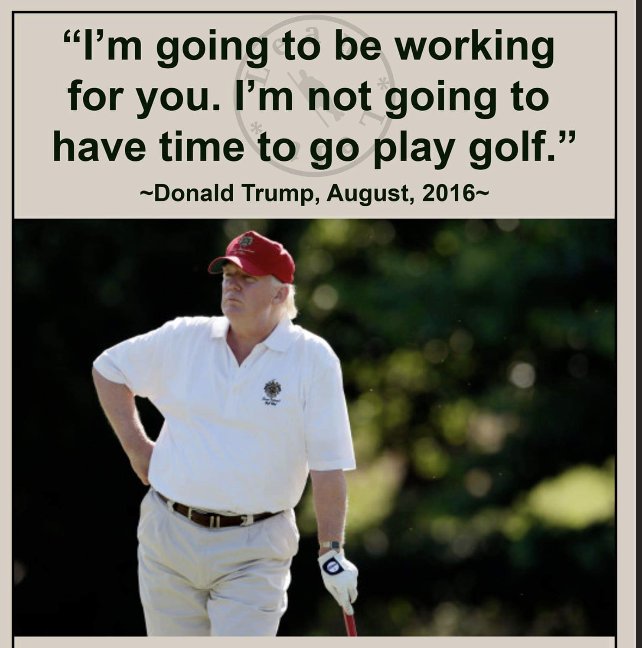 “I’m going to be working
for you. I’m not going to
have time to go play golf.”
~Donald Trump, August, 2016~